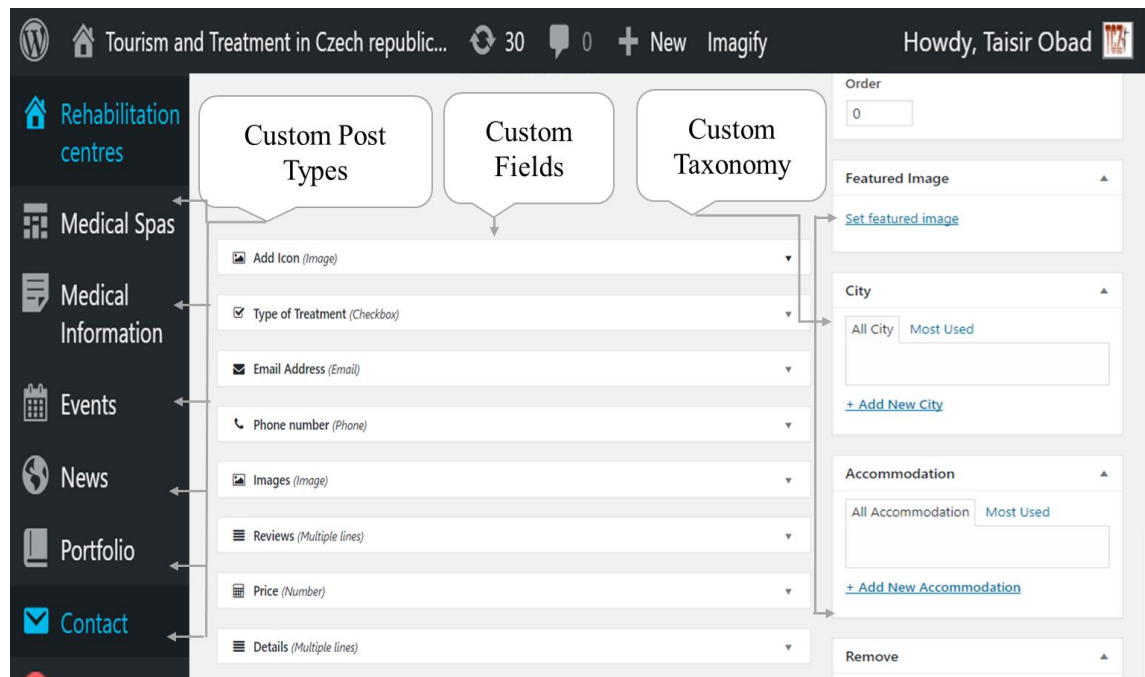 Tourism and Treatment in Czech republic... 30 0 New Imagify Howdy, Taisir Obad
Rehabilitation
centres
Medical Spas
Medical
Information
Events
News
Portfolio
Contact
Custom Post
Types
Custom
Fields
Custom
Taxonomy
Add Icon (Image)
Type of Treatment (Checkbox)
Email Address (Email)
Phone number (Phone)
Images (Image)
Reviews (Multiple lines)
Price (Number)
Details (Multiple lines)
Order
0
Featured Image
Set featured image
City
All City Most Used
+ Add New City
Accommodation
All Accommodation Most Used
+ Add New Accommodation
Remove